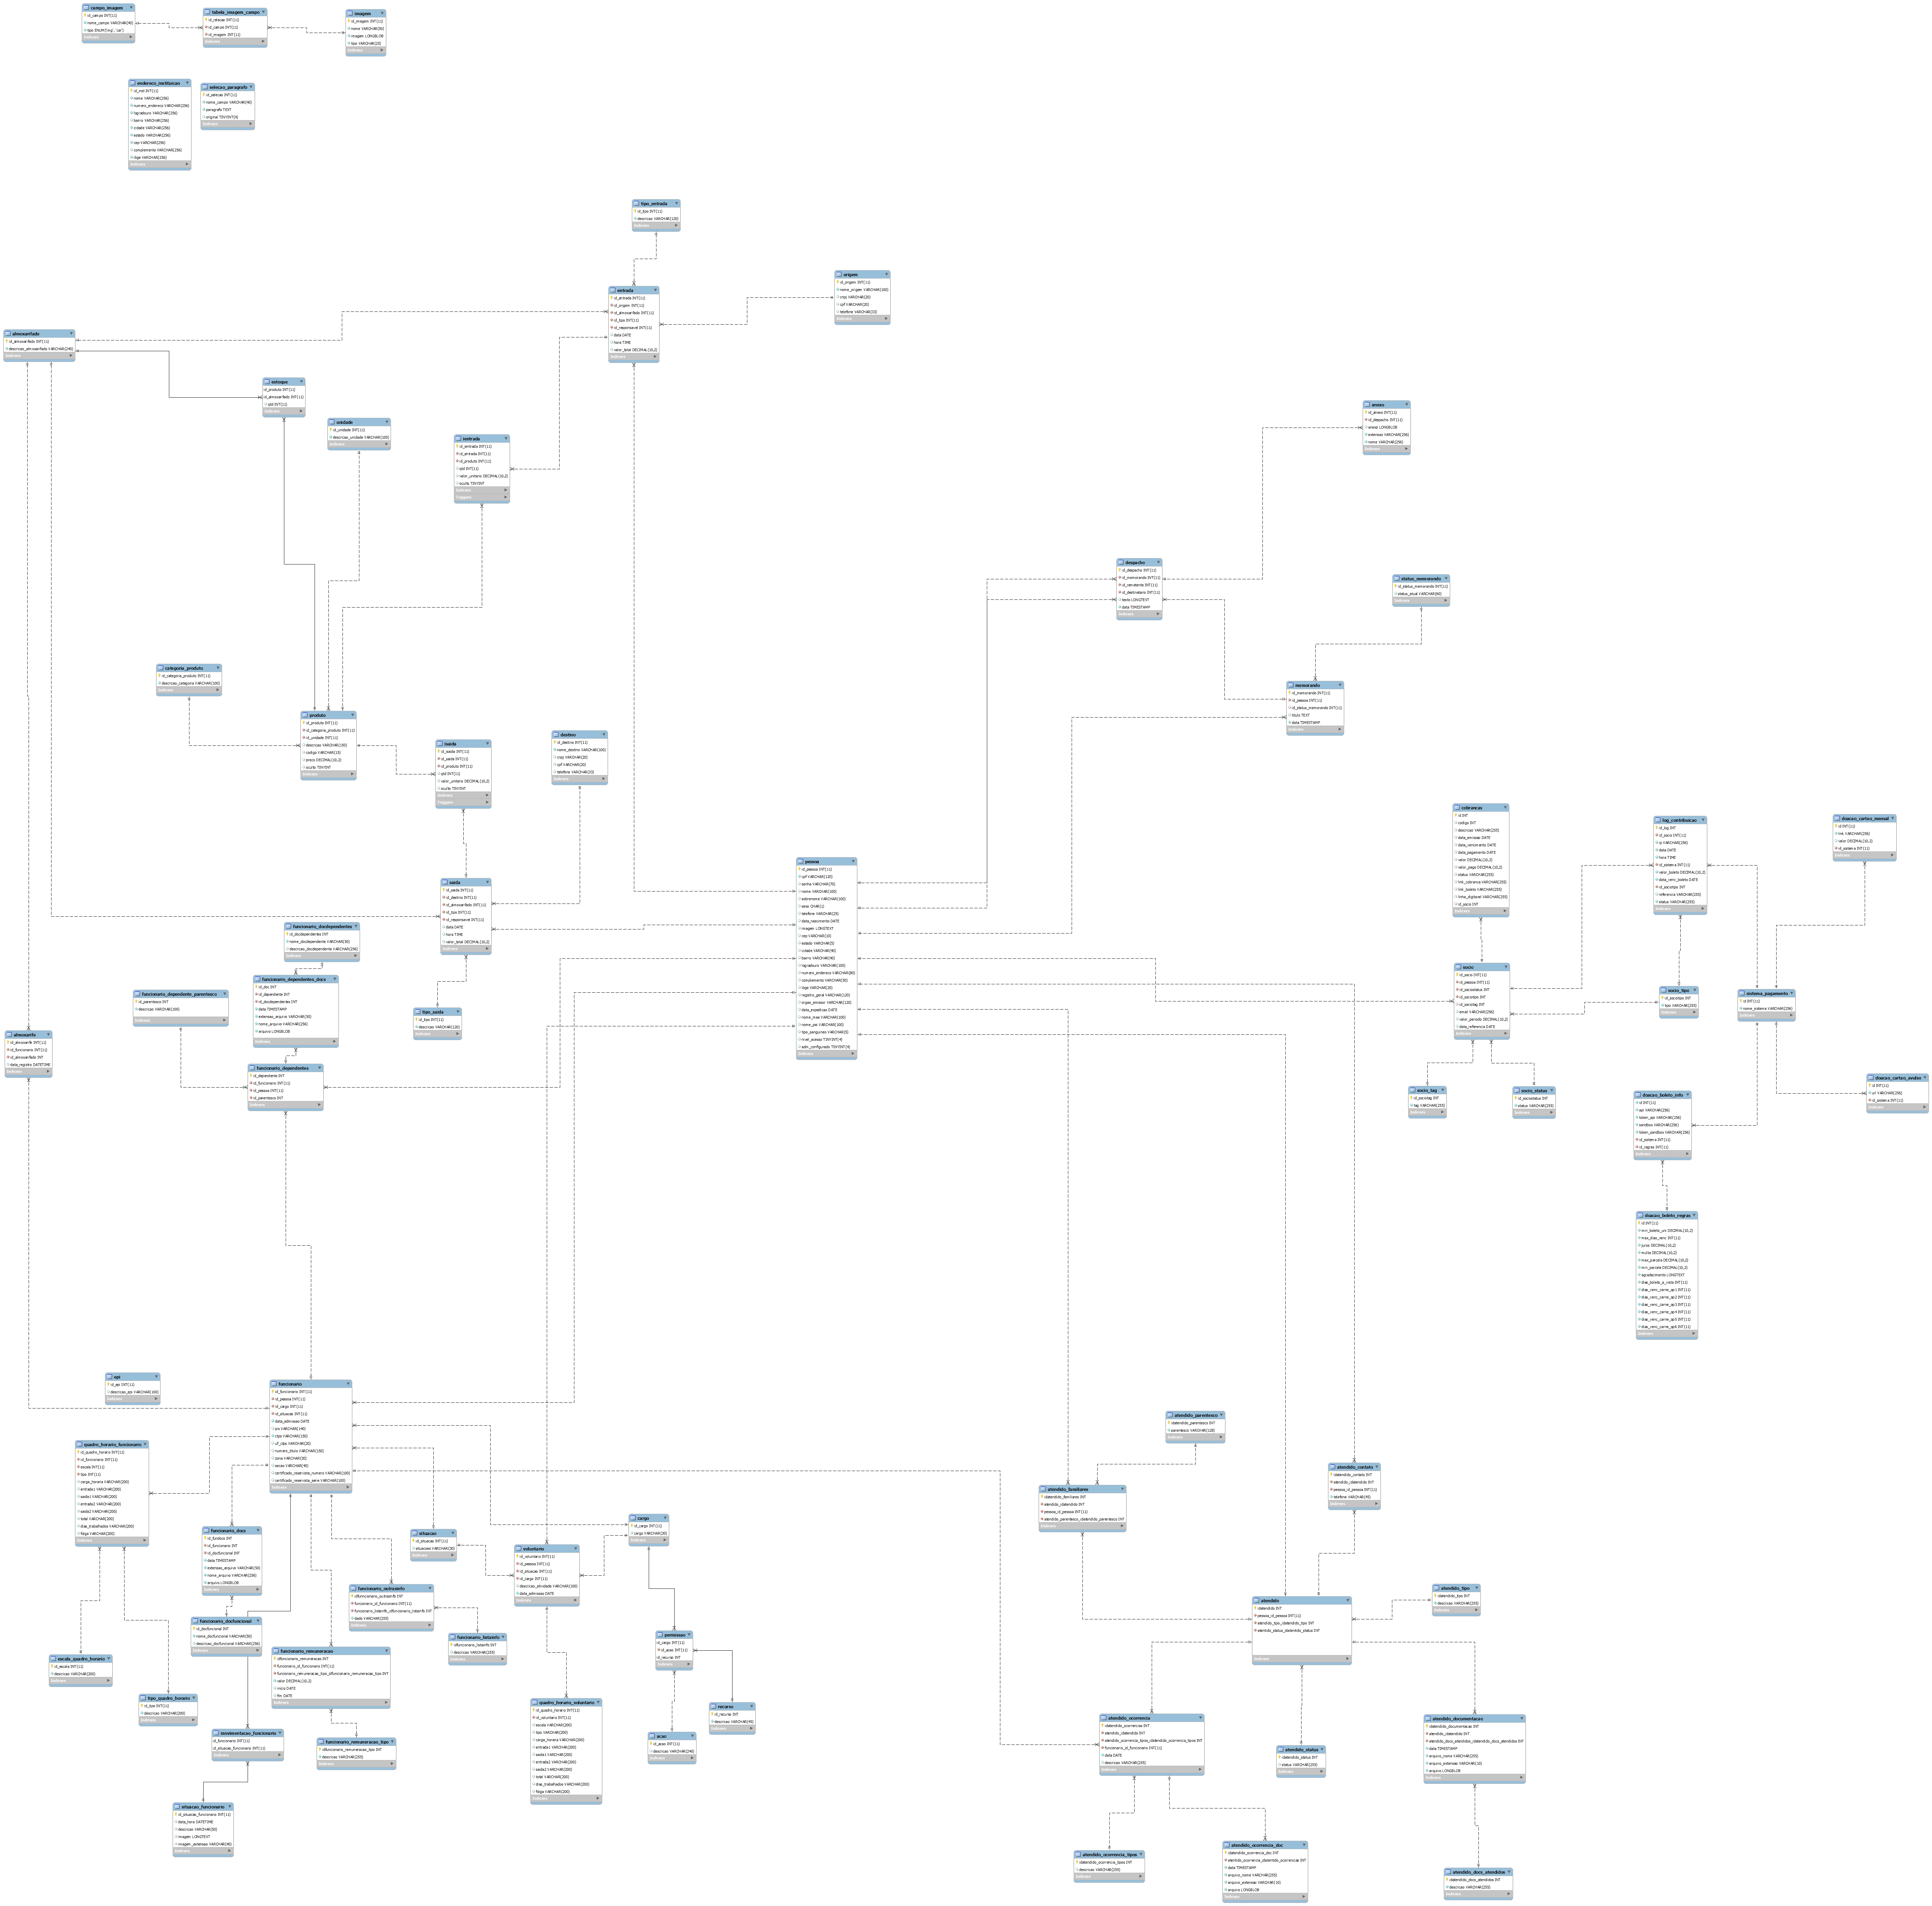 campo_imagem
id_campo INT(11)
nome_campo VARCHAR(40)
tipo ENUM('img', 'car')
Indexes
tabela_imagem_campo
id_relacao INT(11)
id_campo INT(11)
id_imagem INT(11)
Indexes
imagem
id_imagem INT(11)
imagem LONGBLOB
Indexes
endereco_instituicao
id_inst INT(11)
nome VARCHAR(256)
numero_endereco VARCHAR(256)
logradouro VARCHAR(256)
bairro VARCHAR(256)
cidade VARCHAR(256)
estado VARCHAR(256)
cep VARCHAR(256)
complemento VARCHAR(256)
ibge VARCHAR(256)
Indexes
selecao_paragrafo
id_selecao INT(11)
nome_campo VARCHAR(40)
paragrafo TEXT
original TINYINT(4)
Indexes
tipo_entrada
id_tipo INT(11)
descricao VARCHAR(120)
Indexes
origem
id_origem INT(11)
nome_origem VARCHAR(100)
cnpj VARCHAR(20)
cpf VARCHAR(20)
Indexes
entrada
id_entrada INT(11)
id_origem INT(11)
id_almoxarifado INT(11)
id_tipo INT(11)
id_responsavel INT(11)
data DATE
hora TIME
valor_total DECIMAL(10,2)
Indexes
almoxarifado
id_almoxarifado INT(11)
descricao_almoxarifado VARCHAR(240)
Indexes
estoque
id_produto INT(11)
id_almoxarifado INT(11)
qtd INT(11)
Indexes
unidade
id_unidade INT(11)
descricao_unidade VARCHAR(100)
Indexes
ientrada
id_ientrada INT(11)
id_entrada INT(11)
id_produto INT(11)
qtd INT(11)
valor_unitario DECIMAL(10,2)
oculto TINYINT
Indexes
Triggers
anexo
id_anexo INT(11)
id_despacho INT(11)
anexo LONGBLOB
extensao VARCHAR(256)
nome VARCHAR(256)
Indexes
despacho
id_despacho INT(11)
id_memorando INT(11)
id_remetente INT(11)
id_destinatario INT(11)
texto LONGTEXT
data TIMESTAMP
Indexes
status_memorando
id_status_memorando INT(11)
status_atual VARCHAR(60)
Indexes
memorando
id_memorando INT(11)
id_pessoa INT(11)
id_status_memorando INT(11)
titulo TEXT
data TIMESTAMP
Indexes
categoria_produto
id_categoria_produto INT(11)
descricao_categoria VARCHAR(100)
Indexes
produto
id_produto INT(11)
id_categoria_produto INT(11)
id_unidade INT(11)
descricao VARCHAR(150)
codigo VARCHAR(15)
preco DECIMAL(10,2)
oculto TINYINT
Indexes
isaida
id_isaida INT(11)
id_saida INT(11)
id_produto INT(11)
qtd INT(11)
valor_unitario DECIMAL(10,2)
oculto TINYINT
Indexes
Triggers
destino
id_destino INT(11)
nome_destino VARCHAR(100)
cnpj VARCHAR(20)
cpf VARCHAR(20)
Indexes
saida
id_saida INT(11)
id_destino INT(11)
id_almoxarifado INT(11)
id_tipo INT(11)
id_responsavel INT(11)
data DATE
hora TIME
valor_total DECIMAL(10,2)
Indexes
tipo_saida
id_tipo INT(11)
descricao VARCHAR(120)
Indexes
pessoa
id_pessoa INT(11)
cpf VARCHAR(120)
senha VARCHAR(70)
nome VARCHAR(100)
sobrenome VARCHAR(100)
sexo CHAR(1)
telefone VARCHAR(25)
data_nascimento DATE
imagem LONGTEXT
cep VARCHAR(10)
estado VARCHAR(5)
cidade VARCHAR(40)
bairro VARCHAR(40)
logradouro VARCHAR(100)
numero_endereco VARCHAR(80)
complemento VARCHAR(50)
ibge VARCHAR(20)
registro_geral VARCHAR(120)
orgao_emissor VARCHAR(120)
data_expedicao DATE
nome_mae VARCHAR(100)
nome_pai VARCHAR(100)
tipo_sanguineo VARCHAR(5)
nivel_acesso TINYINT(4)
adm_configurado TINYINT(4)
Indexes
cobrancas
id INT
codigo INT
descricao VARCHAR(255)
data_emissao DATE
data_vencimento DATE
data_pagamento DATE
valor DECIMAL(10,2)
valor_pago DECIMAL(10,2)
status VARCHAR(255)
link_cobranca VARCHAR(255)
link_boleto VARCHAR(255)
linha_digitavel VARCHAR(255)
id_socio INT
Indexes
log_contribuicao
id_log INT
id_socio INT(11)
ip VARCHAR(256)
data DATE
hora TIME
id_sistema INT(11)
valor_boleto DECIMAL(10,2)
data_venc_boleto DATE
id_sociotipo INT
referencia VARCHAR(255)
status VARCHAR(255)
Indexes
doacao_cartao_mensal
id INT(11)
link VARCHAR(256)
valor DECIMAL(10,2)
id_sistema INT(11)
Indexes
socio
id_socio INT(11)
id_pessoa INT(11)
id_sociostatus INT
id_sociotipo INT
id_sociotag INT
email VARCHAR(256)
valor_periodo DECIMAL(10,2)
data_referencia DATE
Indexes
socio_tipo
id_sociotipo INT
tipo VARCHAR(255)
Indexes
sistema_pagamento
id INT(11)
nome_sistema VARCHAR(256)
Indexes
socio_tag
id_sociotag INT
tag VARCHAR(255)
Indexes
socio_status
id_sociostatus INT
status VARCHAR(255)
Indexes
doacao_boleto_info
id INT(11)
api VARCHAR(256)
token_api VARCHAR(256)
sandbox VARCHAR(256)
token_sandbox VARCHAR(256)
id_sistema INT(11)
id_regras INT(11)
Indexes
doacao_cartao_avulso
id INT(11)
url VARCHAR(256)
id_sistema INT(11)
Indexes
doacao_boleto_regras
id INT(11)
min_boleto_uni DECIMAL(10,2)
max_dias_venc INT(11)
juros DECIMAL(10,2)
multa DECIMAL(10,2)
max_parcela DECIMAL(10,2)
min_parcela DECIMAL(10,2)
agradecimento LONGTEXT
dias_boleto_a_vista INT(11)
dias_venc_carne_op1 INT(11)
dias_venc_carne_op2 INT(11)
dias_venc_carne_op3 INT(11)
dias_venc_carne_op4 INT(11)
dias_venc_carne_op5 INT(11)
dias_venc_carne_op6 INT(11)
Indexes
funcionario_docdependentes
id_docdependentes INT
nome_docdependente VARCHAR(50)
descricao_docdependente VARCHAR(256)
Indexes
funcionario_dependentes_docs
id_doc INT
id_dependente INT
id_docdependentes INT
data TIMESTAMP
extensao_arquivo VARCHAR(50)
nome_arquivo VARCHAR(256)
arquivo LONGBLOB
Indexes
funcionario_dependente_parentesco
id_parentesco INT
descricao VARCHAR(100)
Indexes
almoxarife
id_almoxarife INT(11)
id_funcionario INT(11)
id_almoxarifado INT
data_registro DATETIME
Indexes
funcionario_dependentes
id_dependente INT
id_funcionario INT(11)
id_pessoa INT(11)
id_parentesco INT
Indexes
epi
id_epi INT(11)
descricao_epi VARCHAR(100)
Indexes
funcionario
id_funcionario INT(11)
id_pessoa INT(11)
id_cargo INT(11)
id_situacao INT(11)
data_admissao DATE
pis VARCHAR(140)
ctps VARCHAR(150)
uf_ctps VARCHAR(20)
numero_titulo VARCHAR(150)
zona VARCHAR(30)
secao VARCHAR(40)
certificado_reservista_numero VARCHAR(100)
certificado_reservista_serie VARCHAR(100)
Indexes
quadro_horario_funcionario
id_quadro_horario INT(11)
id_funcionario INT(11)
escala INT(11)
tipo INT(11)
carga_horaria VARCHAR(200)
entrada1 VARCHAR(200)
saida1 VARCHAR(200)
entrada2 VARCHAR(200)
saida2 VARCHAR(200)
total VARCHAR(200)
dias_trabalhados VARCHAR(200)
folga VARCHAR(200)
Indexes
funcionario_docs
id_fundocs INT
id_funcionario INT
id_docfuncional INT
data TIMESTAMP
extensao_arquivo VARCHAR(50)
nome_arquivo VARCHAR(256)
arquivo LONGBLOB
Indexes
funcionario_docfuncional
id_docfuncional INT
nome_docfuncional VARCHAR(50)
descricao_docfuncional VARCHAR(256)
Indexes
escala_quadro_horario
id_escala INT(11)
descricao VARCHAR(200)
Indexes
tipo_quadro_horario
id_tipo INT(11)
descricao VARCHAR(200)
Indexes
movimentacao_funcionario
id_funcionario INT(11)
id_situacao_funcionario INT(11)
Indexes
situacao_funcionario
id_situacao_funcionario INT(11)
data_hora DATETIME
descricao VARCHAR(50)
imagem LONGTEXT
imagem_extensao VARCHAR(40)
Indexes
funcionario_remuneracao
idfuncionario_remuneracao INT
funcionario_id_funcionario INT(11)
funcionario_remuneracao_tipo_idfuncionario_remuneracao_tipo INT
valor DECIMAL(10,2)
inicio DATE
fim DATE
Indexes
funcionario_remuneracao_tipo
idfuncionario_remuneracao_tipo INT
descricao VARCHAR(255)
Indexes
funcionario_outrasinfo
idfuncionario_outrasinfo INT
funcionario_id_funcionario INT(11)
funcionario_listainfo_idfuncionario_listainfo INT
dado VARCHAR(255)
Indexes
funcionario_listainfo
idfuncionario_listainfo INT
descricao VARCHAR(255)
Indexes
situacao
id_situacao INT(11)
situacoes VARCHAR(30)
Indexes
voluntario
id_voluntario INT(11)
id_pessoa INT(11)
id_situacao INT(11)
id_cargo INT(11)
descricao_atividade VARCHAR(100)
data_admissao DATE
Indexes
cargo
id_cargo INT(11)
cargo VARCHAR(30)
Indexes
permissao
id_cargo INT(11)
id_acao INT(11)
id_recurso INT
Indexes
recurso
id_recurso INT
descricao VARCHAR(40)
Indexes
acao
id_acao INT(11)
descricao VARCHAR(240)
Indexes
quadro_horario_voluntario
id_quadro_horario INT(11)
id_voluntario INT(11)
escala VARCHAR(200)
tipo VARCHAR(200)
carga_horaria VARCHAR(200)
entrada1 VARCHAR(200)
saida1 VARCHAR(200)
entrada2 VARCHAR(200)
saida2 VARCHAR(200)
total VARCHAR(200)
dias_trabalhados VARCHAR(200)
folga VARCHAR(200)
Indexes
atendido_parentesco
idatendido_parentesco INT
parentesco VARCHAR(128)
Indexes
atendido_familiares
idatendido_familiares INT
atendido_idatendido INT
pessoa_id_pessoa INT(11)
atendido_parentesco_idatendido_parentesco INT
Indexes
atendido_contato
idatendido_contato INT
atendido_idatendido INT
pessoa_id_pessoa INT(11)
telefone VARCHAR(45)
Indexes
atendido
idatendido INT
pessoa_id_pessoa INT(11)
atendido_tipo_idatendido_tipo INT
atendido_status_idatendido_status INT
Indexes
atendido_tipo
idatendido_tipo INT
descricao VARCHAR(255)
Indexes
atendido_ocorrencia
idatendido_ocorrencias INT
atendido_idatendido INT
atendido_ocorrencia_tipos_idatendido_ocorrencia_tipos INT
funcionario_id_funcionario INT(11)
data DATE
descricao VARCHAR(255)
Indexes
atendido_status
idatendido_status INT
status VARCHAR(255)
Indexes
atendido_documentacao
idatendido_documentacao INT
atendido_idatendido INT
atendido_docs_atendidos_idatendido_docs_atendidos INT
data TIMESTAMP
arquivo_nome VARCHAR(255)
arquivo_extensao VARCHAR(10)
arquivo LONGBLOB
Indexes
atendido_ocorrencia_tipos
idatendido_ocorrencia_tipos INT
descricao VARCHAR(255)
Indexes
atendido_ocorrencia_doc
idatendido_ocorrencia_doc INT
atendido_ocorrencia_idatentido_ocorrencias INT
data TIMESTAMP
arquivo_nome VARCHAR(255)
arquivo_extensao VARCHAR(10)
arquivo LONGBLOB
Indexes
atendido_docs_atendidos
idatendido_docs_atendidos INT
descricao VARCHAR(255)
Indexes